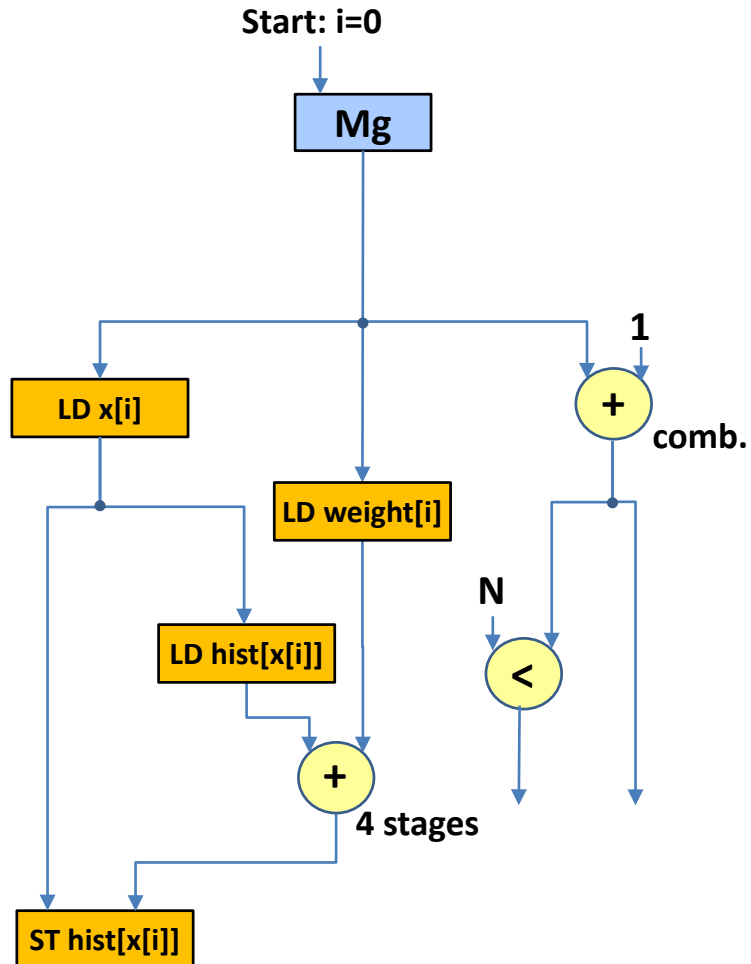 Start: i=0
Mg
1
LD x[i]
+
comb.
LD weight[i]
N
LD hist[x[i]]
<
+
4 stages
ST hist[x[i]]